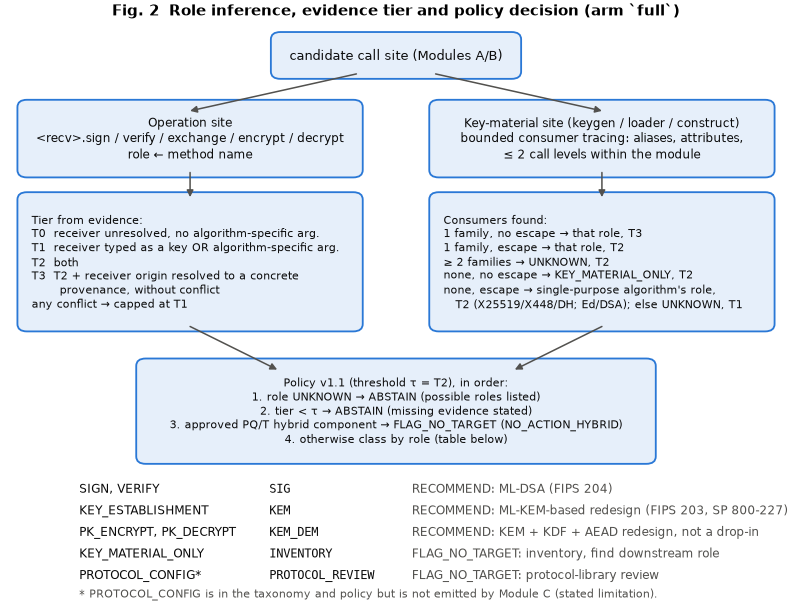 Fig. 2  Role inference, evidence tier and policy decision (arm `full`)
candidate call site (Modules A/B)
Operation site
<recv>.sign / verify / exchange / encrypt / decrypt
role ← method name
Key-material site (keygen / loader / construct)
bounded consumer tracing: aliases, attributes,
≤ 2 call levels within the module
Tier from evidence:
T0  receiver unresolved, no algorithm-specific arg.
T1  receiver typed as a key OR algorithm-specific arg.
T2  both
T3  T2 + receiver origin resolved to a concrete
provenance, without conflict
any conflict → capped at T1
Consumers found:
1 family, no escape → that role, T3
1 family, escape → that role, T2
≥ 2 families → UNKNOWN, T2
none, no escape → KEY_MATERIAL_ONLY, T2
none, escape → single-purpose algorithm's role,
T2 (X25519/X448/DH; Ed/DSA); else UNKNOWN, T1
Policy v1.1 (threshold τ = T2), in order:
1. role UNKNOWN → ABSTAIN (possible roles listed)
2. tier < τ → ABSTAIN (missing evidence stated)
3. approved PQ/T hybrid component → FLAG_NO_TARGET (NO_ACTION_HYBRID)
4. otherwise class by role (table below)
SIGN, VERIFY  SIG  RECOMMEND: ML-DSA (FIPS 204)
KEY_ESTABLISHMENT  KEM  RECOMMEND: ML-KEM-based redesign (FIPS 203, SP 800-227)
PK_ENCRYPT, PK_DECRYPT  KEM_DEM  RECOMMEND: KEM + KDF + AEAD redesign, not a drop-in
KEY_MATERIAL_ONLY  INVENTORY  FLAG_NO_TARGET: inventory, find downstream role
PROTOCOL_CONFIG*  PROTOCOL_REVIEW  FLAG_NO_TARGET: protocol-library review
* PROTOCOL_CONFIG is in the taxonomy and policy but is not emitted by Module C (stated limitation).